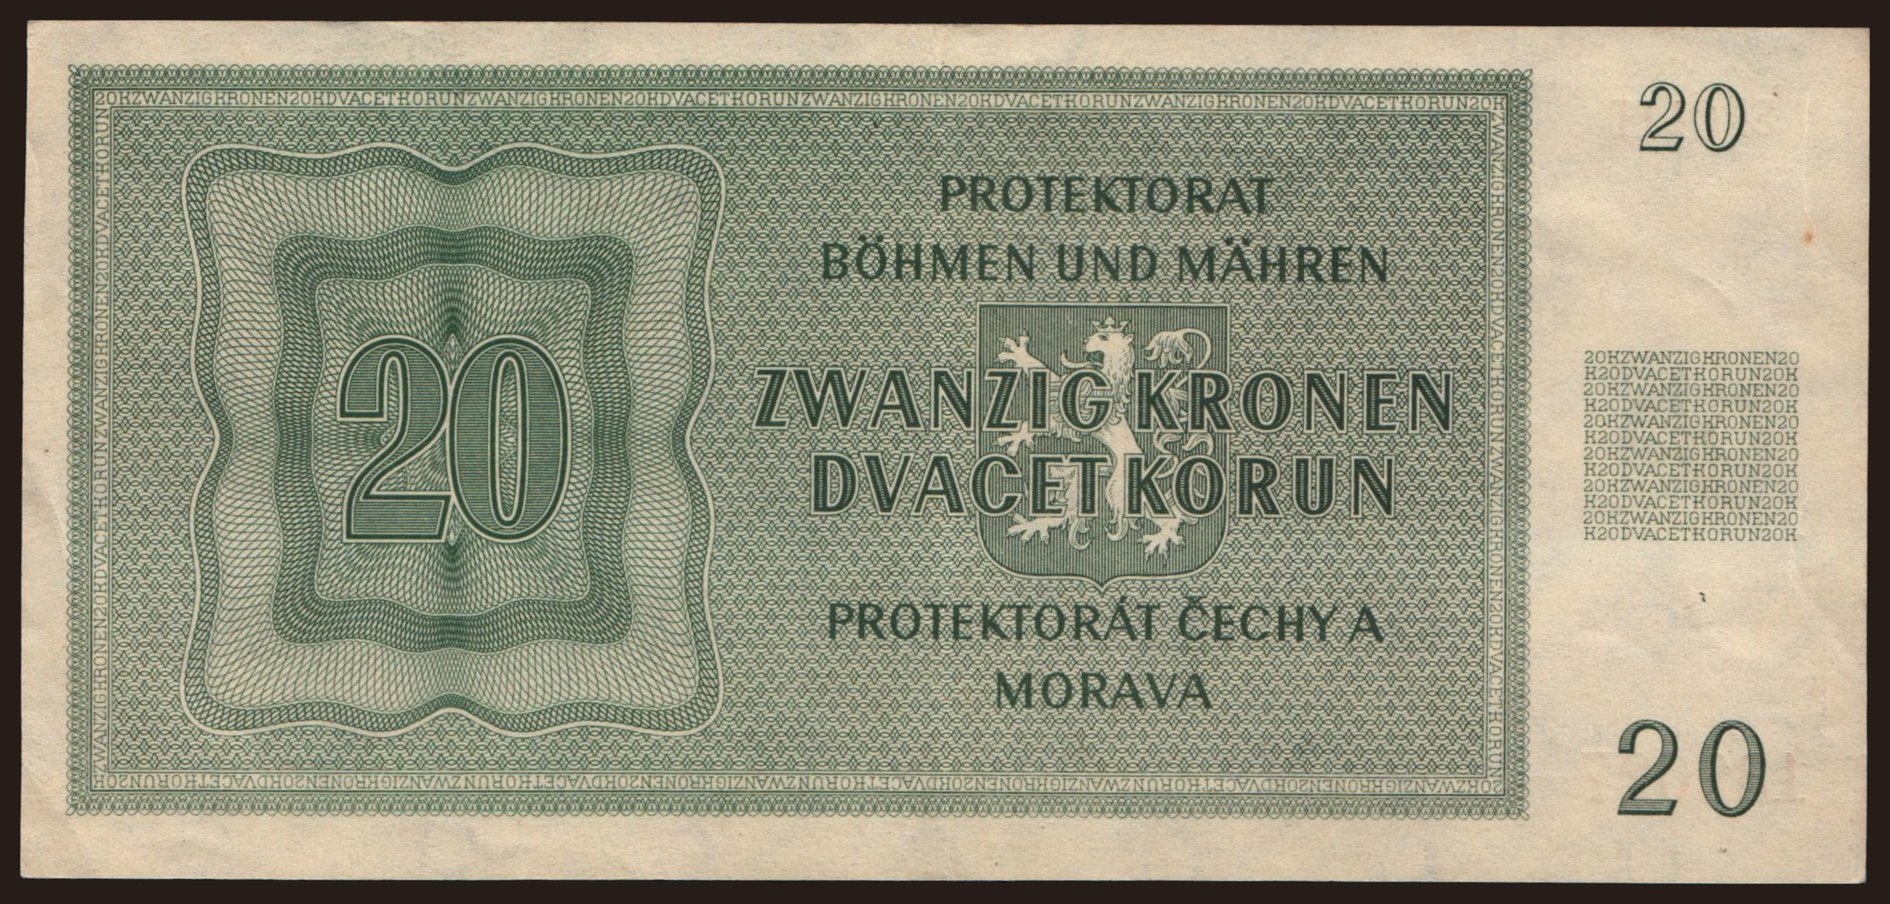 20KZWANZIGKRONEN20KDVACETKORUNZWANZIGKRONEN20KDVACETKORUNZWANZIGKRONEN20KDVACETKORUNZWANZIGKRONEN20KDVACETKORUN20K
20
PROTEKTORAT
BÖHMEN UND MÄHREN
20
ZWANZIG KRONEN
DVACET KORUN
PROTEKTORÁT ČECHY A
MORAVA
20KZWANZIGKRONEN20
K20DVACETKORUN20K
20KZWANZIGKRONEN20
K20DVACETKORUN20K
20KZWANZIGKRONEN20
K20DVACETKORUN20K
20KZWANZIGKRONEN20
K20DVACETKORUN20K
20KZWANZIGKRONEN20
K20DVACETKORUN20K
20KZWANZIGKRONEN20
K20DVACETKORUN20K
20